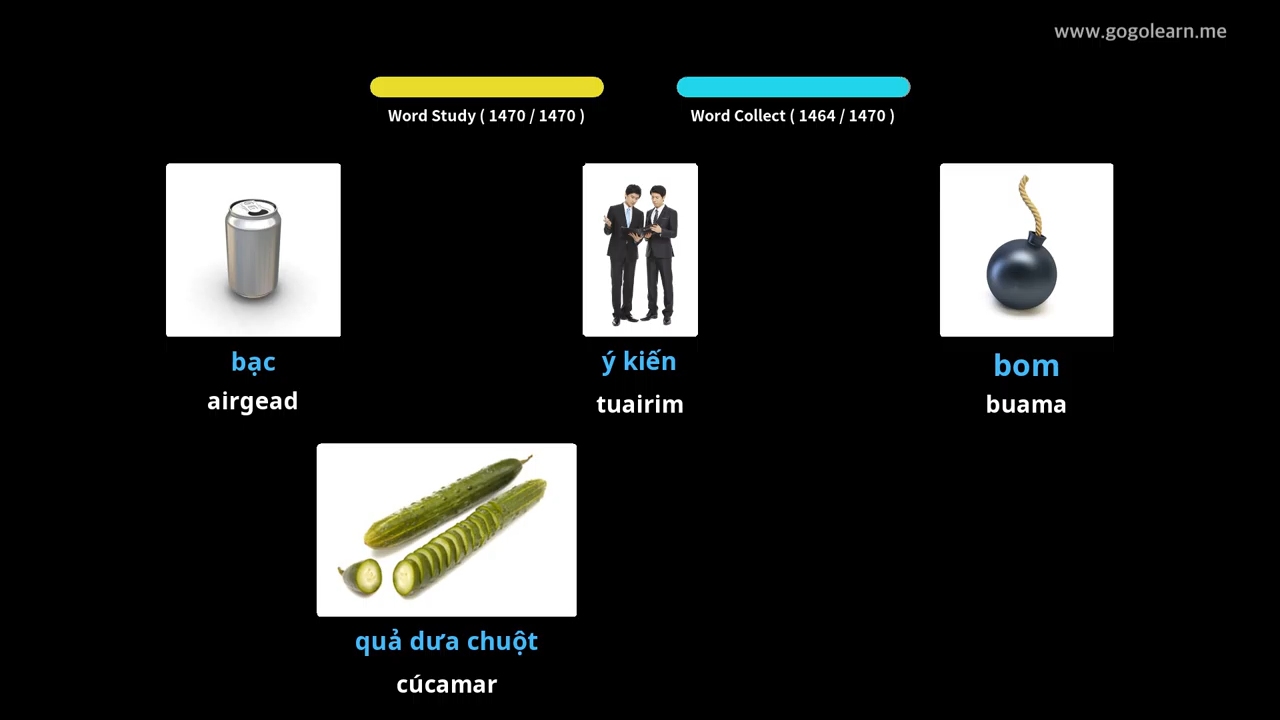 www.gogolearn.me
Word Study ( 1470 / 1470 )
Word Collect ( 1464 / 1470 )
bạc
airgead
ý kiến
tuairim
bom
buama
quả dưa chuột
cúcamar